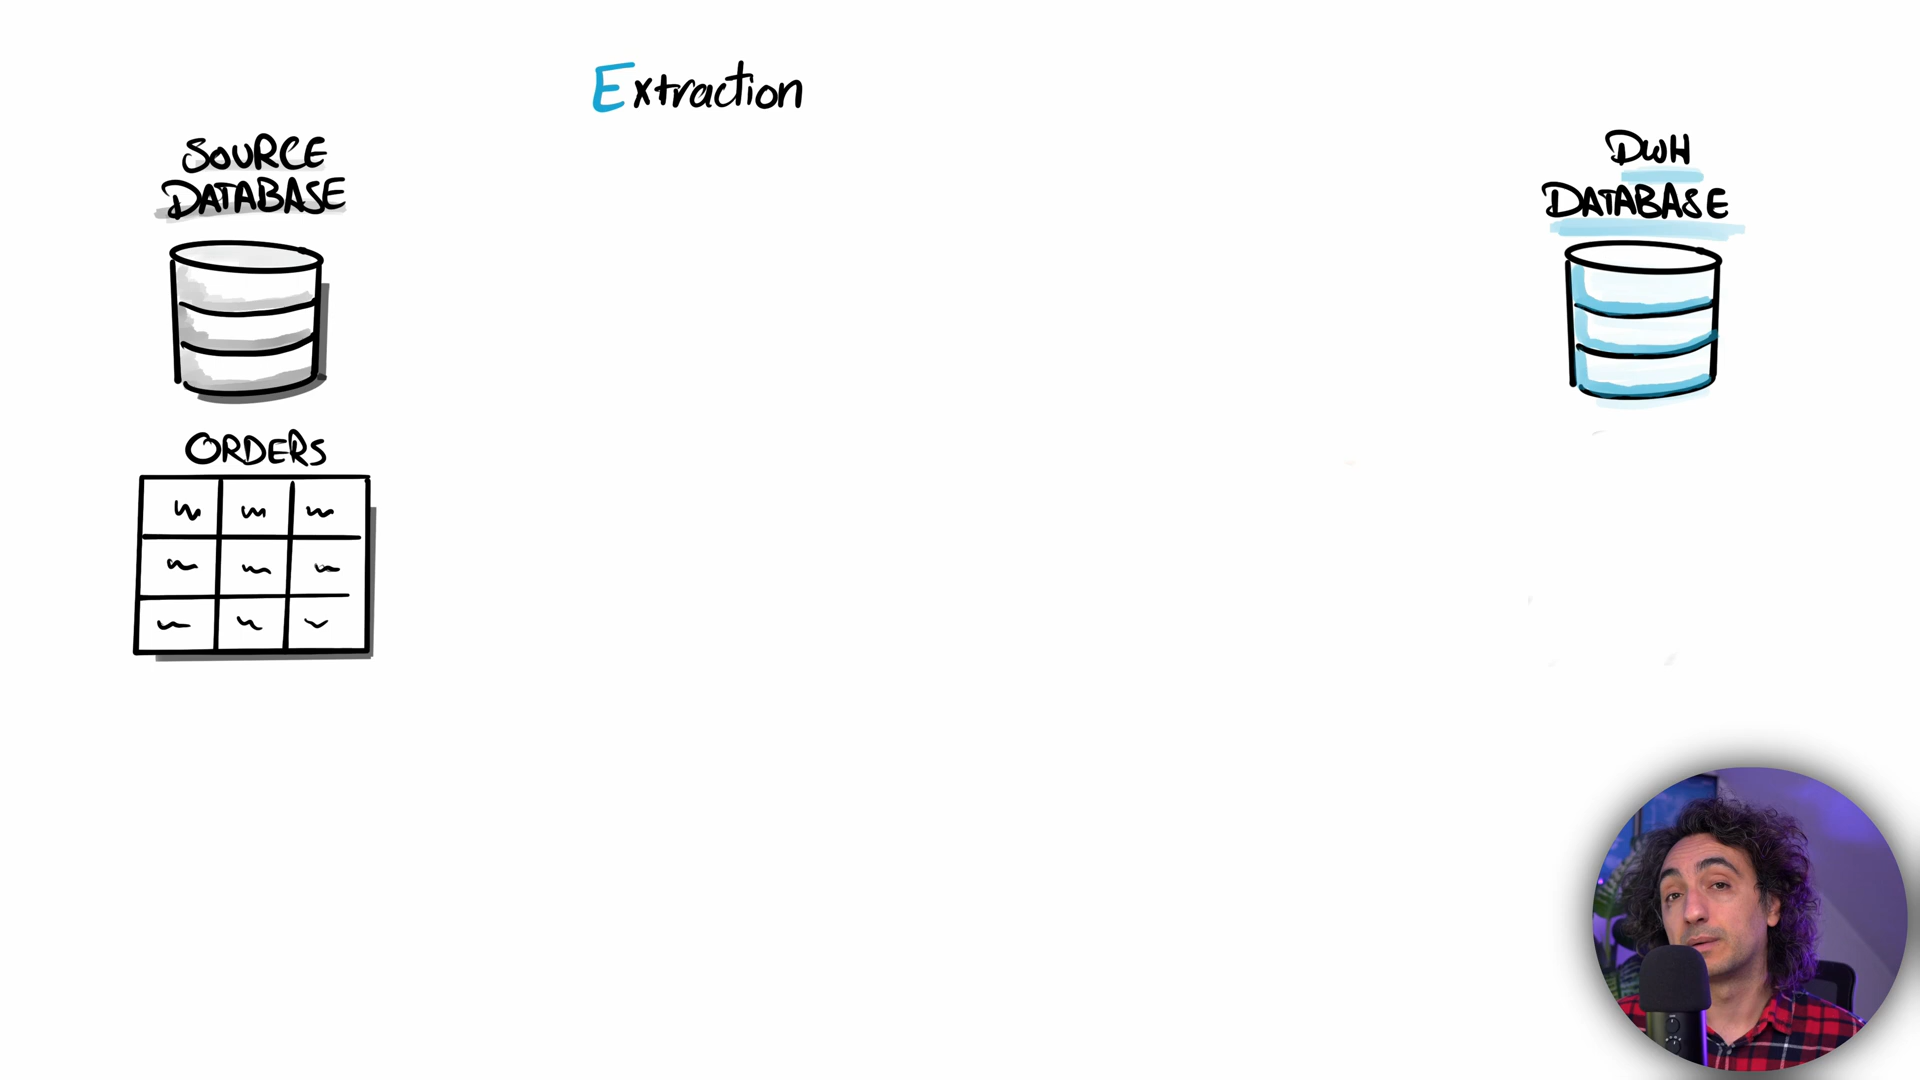 Extraction
SOURCE
DATABASE
DWH
DATABASE
ORDERS